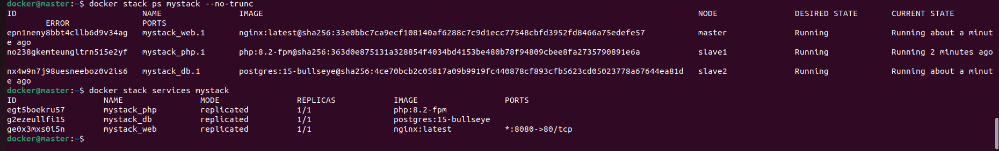 docker@master:~$ docker stack ps mystack --no-trunc
ID                          NAME                IMAGE                                                                                          NODE                DESIRED STATE       CURRENT STATE
        ERROR               PORTS
epn1neny8bbt4cllb6d9v34ag   mystack_web.1       nginx:latest@sha256:33e0bbc7ca9ecf108140af6288c7c9d1ecc77548cbfd3952fd8466a75edefe57           master              Running             Running about a minut
e ago
no238gkemteungltrn515e2yf   mystack_php.1       php:8.2-fpm@sha256:363d0e875131a328854f4034bd4153be480b78f94809cbee8fa2735790891e6a            slave1              Running             Running 2 minutes ago
nx4w9n7j98uesneeboz0v2is6   mystack_db.1        postgres:15-bullseye@sha256:4ce70bcb2c05817a09b9919fc440878cf893cfb5623cd05023778a67644ea81d   slave2              Running             Running about a minut
e ago
docker@master:~$ docker stack services mystack
ID                  NAME                MODE                REPLICAS            IMAGE                  PORTS
egt5boekru57        mystack_php         replicated          1/1                 php:8.2-fpm
g2ezeullfi15        mystack_db          replicated          1/1                 postgres:15-bullseye
ge0x3mxs0i5n        mystack_web         replicated          1/1                 nginx:latest           *:8080->80/tcp
docker@master:~$